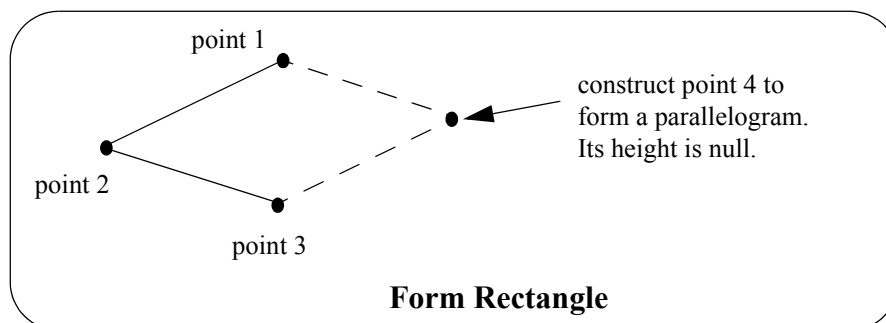 point 1
construct point 4 to
form a parallelogram.
Its height is null.
point 2
point 3
Form Rectangle